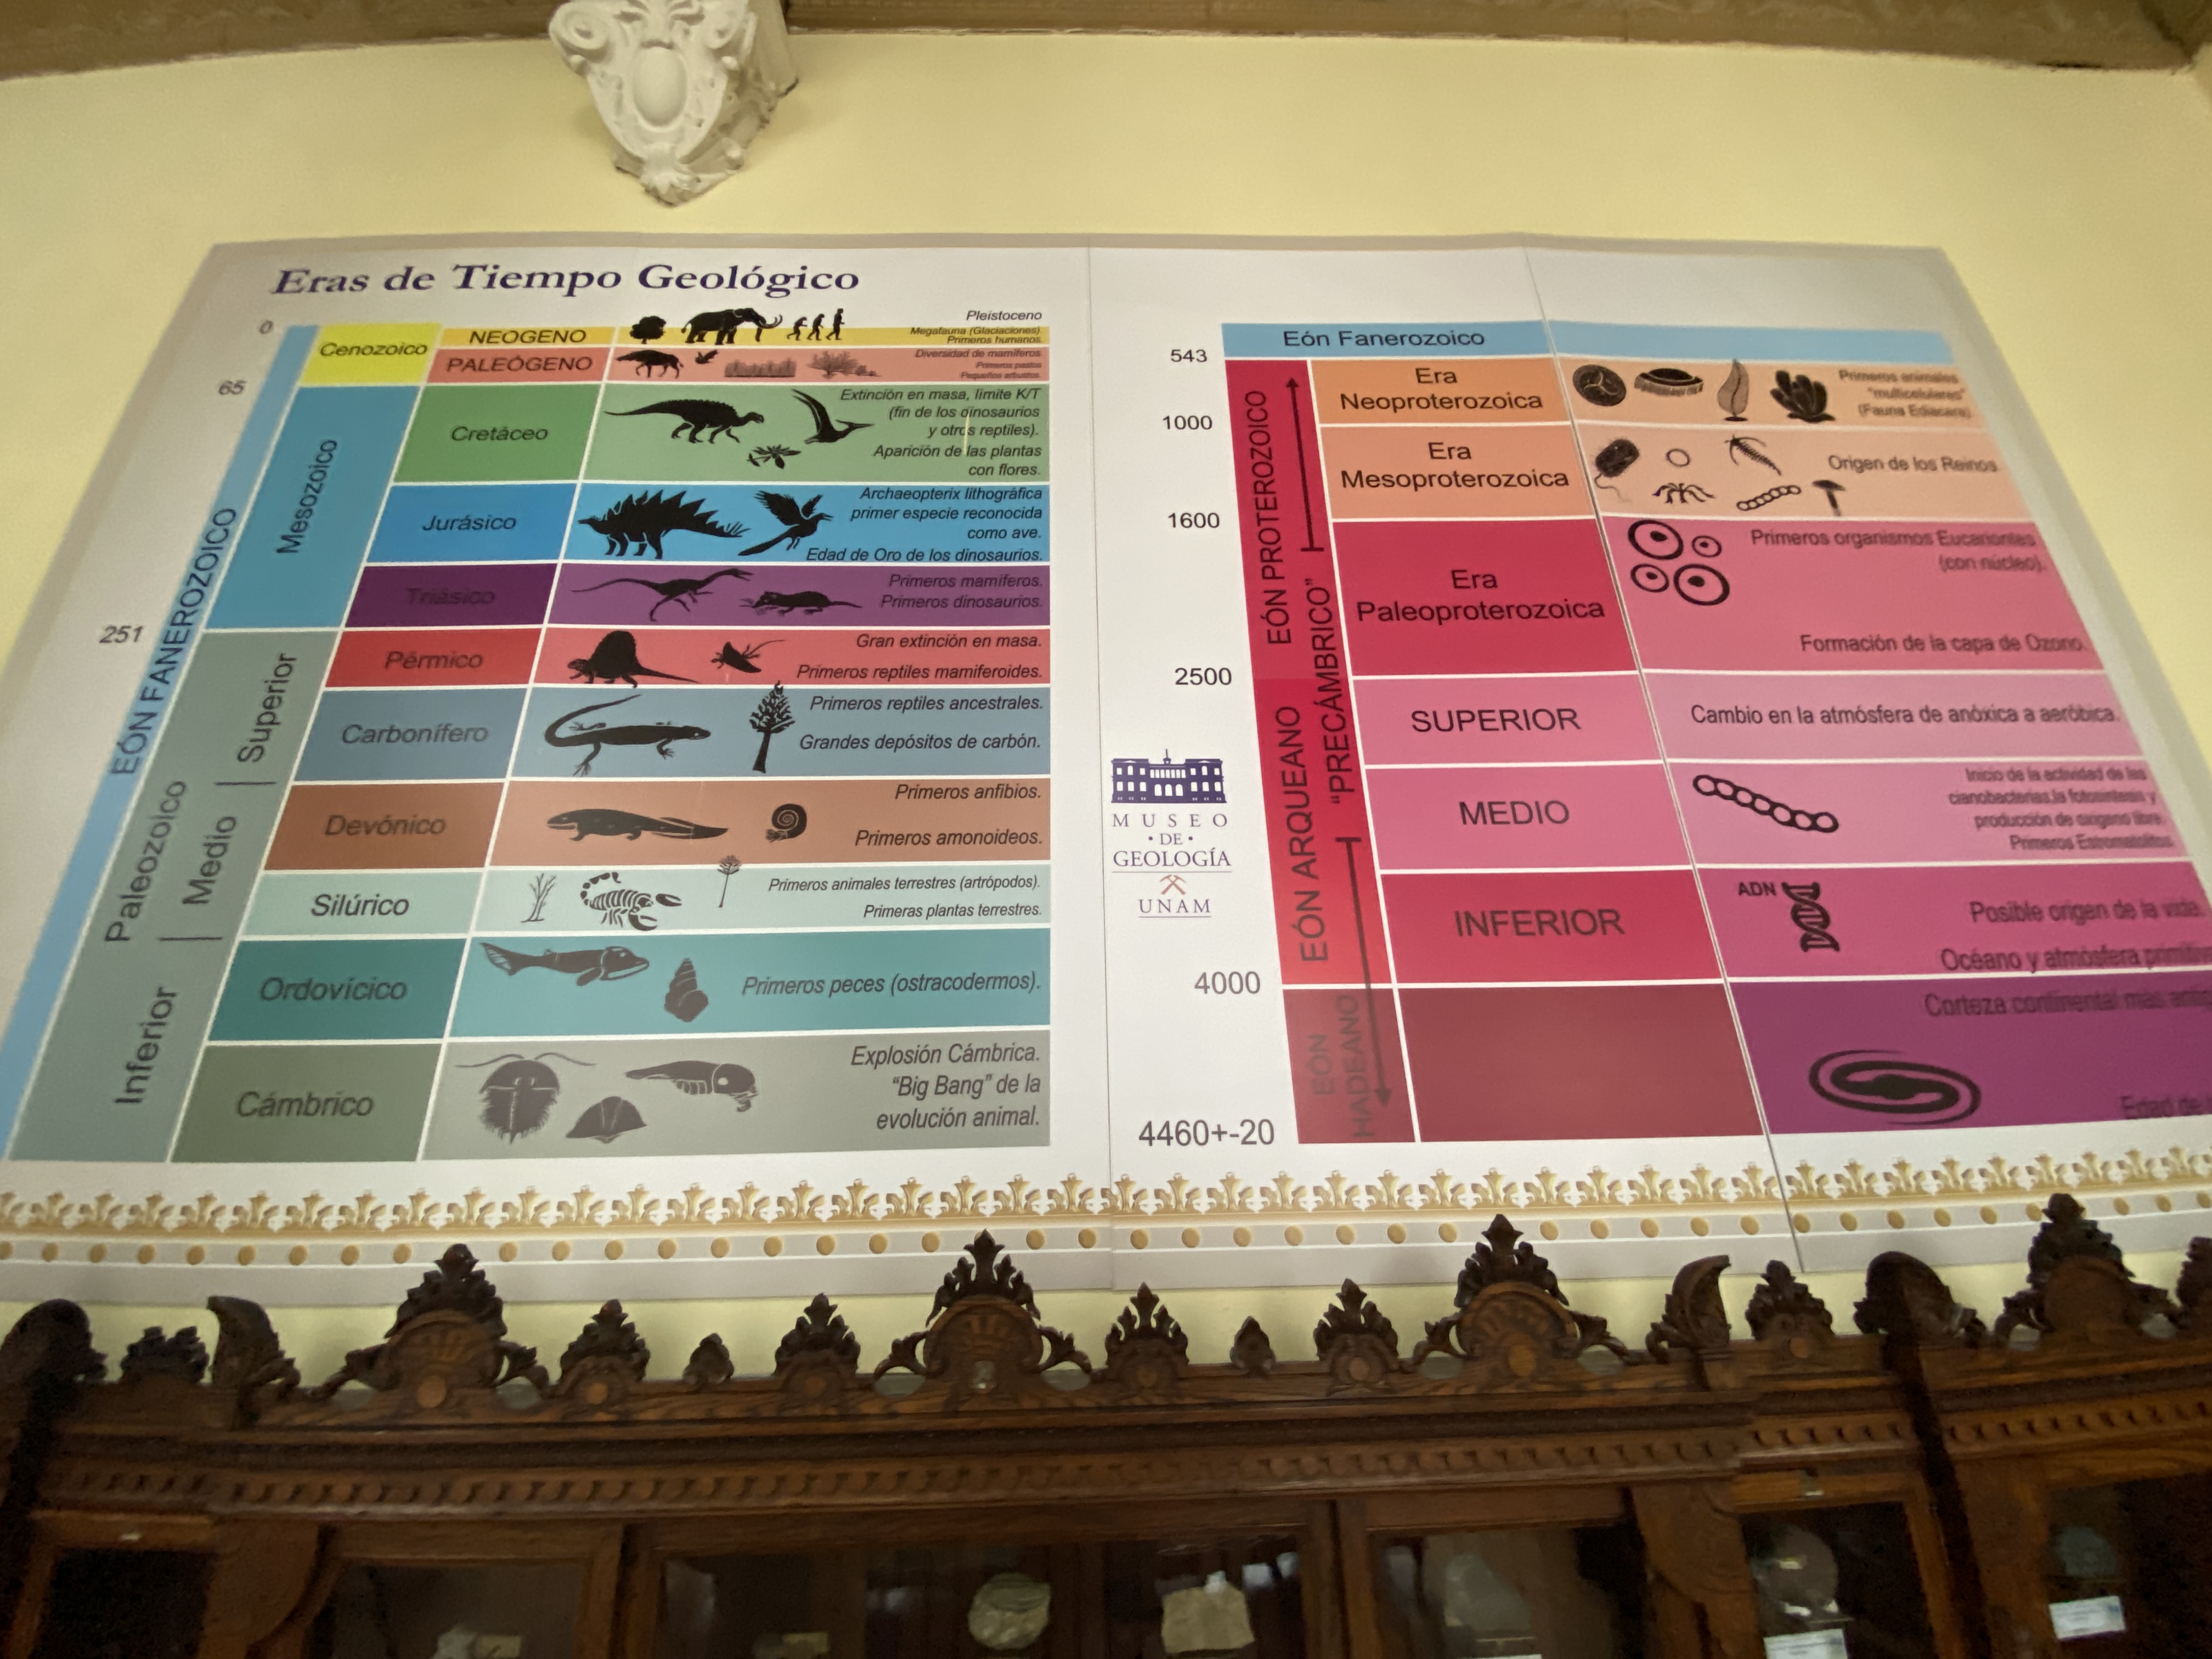 Eras de Tiempo Geológico
0
65
251
EÓN FANEROZOICO
Cenozoico
Mesozoico
Paleozoico
Superior
Medio
Inferior
NEOGENO
Pleistoceno
Megafauna (Glaciaciones)
Primeros humanos.
PALEÓGENO
Diversidad de mamíferos
Primeros pastos
Pequeños arbustos.
Cretáceo
Extinción en masa, límite K/T
(fin de los dinosaurios
y otros reptiles).
Aparición de las plantas
con flores.
Jurásico
Archaeopterix lithográfica
primer especie reconocida
como ave.
Edad de Oro de los dinosaurios.
Triásico
Primeros mamíferos.
Primeros dinosaurios.
Pérmico
Gran extinción en masa.
Primeros reptiles mamiferoides.
Carbonífero
Primeros reptiles ancestrales.
Grandes depósitos de carbón.
Devónico
Primeros anfibios.
Primeros amonoideos.
Silúrico
Primeros animales terrestres (artrópodos).
Primeras plantas terrestres.
Ordovícico
Primeros peces (ostracodermos).
Cámbrico
Explosión Cámbrica.
"Big Bang" de la
evolución animal.
MUSEO
• DE •
GEOLOGÍA
UNAM
543
1000
1600
2500
4000
4460+-20
Eón Fanerozoico
EÓN PROTEROZOICO
EÓN ARQUEANO
EÓN
HADEANO
"PRECÁMBRICO"
Era
Neoproterozoica
Primeros animales
"multicelulares"
(Fauna Ediacara).
Era
Mesoproterozoica
Origen de los Reinos
Era
Paleoproterozoica
Primeros organismos Eucariontes
(con núcleo).
Formación de la capa de Ozono.
SUPERIOR
Cambio en la atmósfera de anóxica a aeróbica.
MEDIO
Inicio de la actividad de las
cianobacterias,la fotosíntesis y
producción de oxígeno libre.
Primeros Estromatolitos
INFERIOR
ADN
Posible origen de la vida.
Océano y atmósfera
Corteza continental más
Edad de